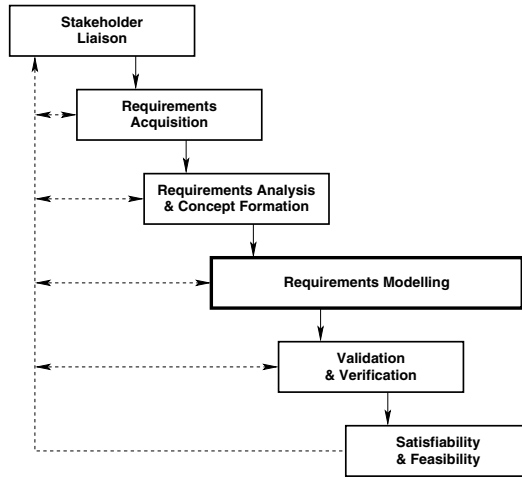 Stakeholder
Liaison
Requirements
Acquisition
Requirements Analysis
& Concept Formation
Requirements Modelling
Validation
& Verification
Satisfiability
& Feasibility